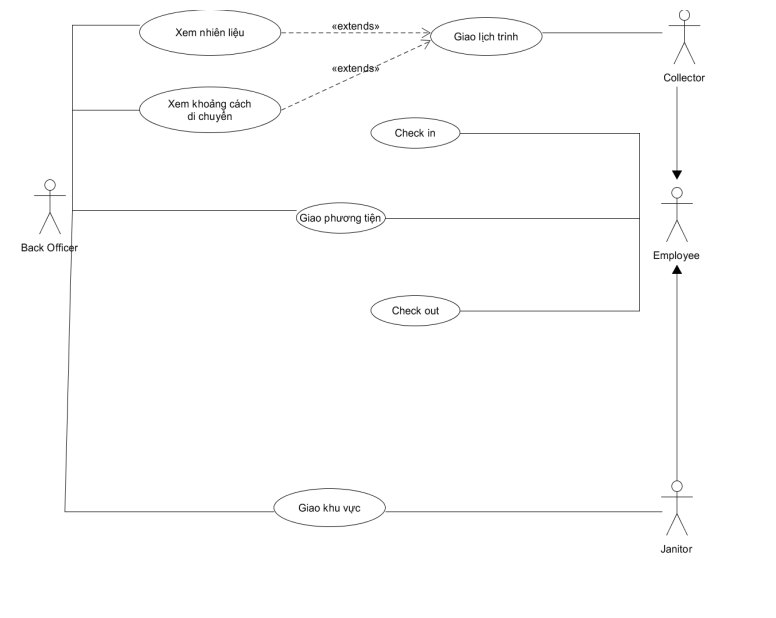 Xem nhiên liệu
«extends»
Giao lịch trình
Collector
«extends»
Xem khoảng cách
di chuyển
Check in
Back Officer
Giao phương tiện
Employee
Check out
Giao khu vực
Janitor